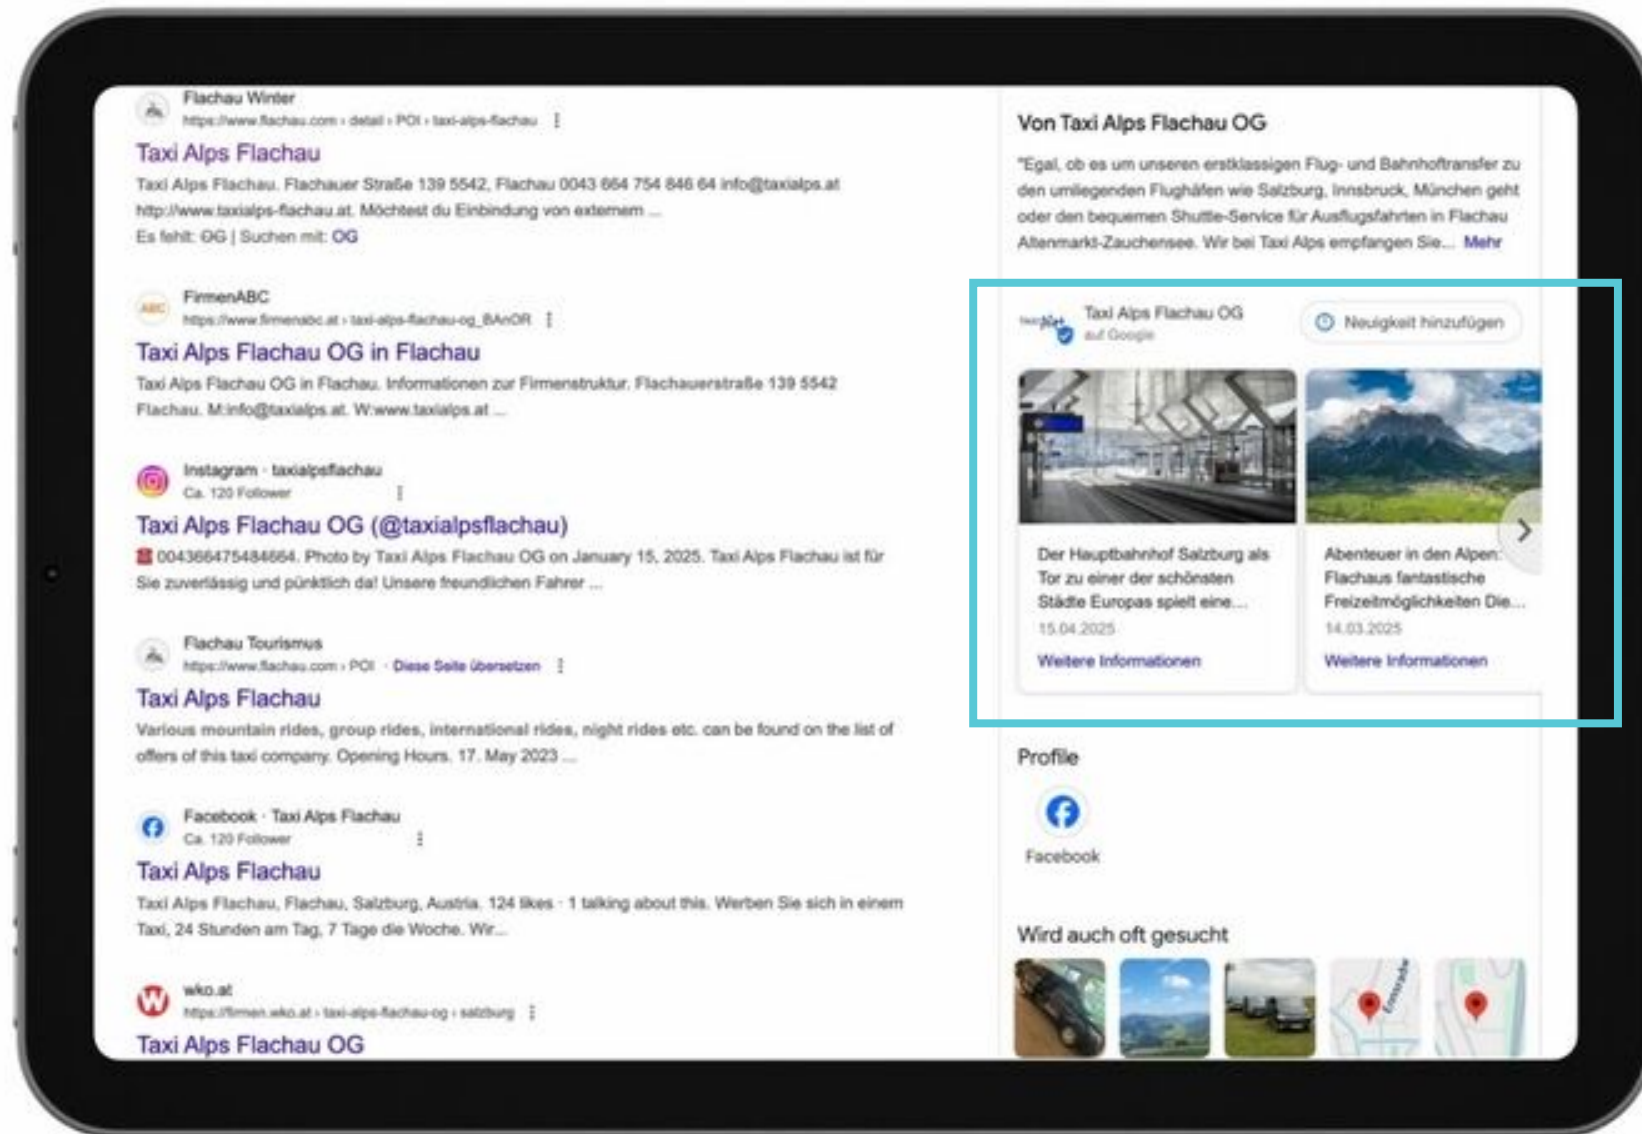 Flachau Winter
https://www.flachau.com › detail › POI › taxi-alps-flachau
Taxi Alps Flachau
Taxi Alps Flachau. Flachauer Straße 139 5542, Flachau 0043 664 754 846 64 info@taxialps.at
http://www.taxialps-flachau.at. Möchtest du Einbindung von externem ...
Es fehlt: OG | Suchen mit: OG
ABC
FirmenABC
https://www.firmenabc.at › taxi-alps-flachau-og_BAnOR
Taxi Alps Flachau OG in Flachau
Taxi Alps Flachau OG in Flachau. Informationen zur Firmenstruktur. Flachauerstraße 139 5542
Flachau. M:info@taxialps.at. W:www.taxialps.at ...
Instagram · taxialpsflachau
Ca. 120 Follower
Taxi Alps Flachau OG (@taxialpsflachau)
☎ 004366475484664. Photo by Taxi Alps Flachau OG on January 15, 2025. Taxi Alps Flachau ist für
Sie zuverlässig und pünktlich da! Unsere freundlichen Fahrer ...
Flachau Tourismus
https://www.flachau.com › POI · Diese Seite übersetzen
Taxi Alps Flachau
Various mountain rides, group rides, international rides, night rides etc. can be found on the list of
offers of this taxi company. Opening Hours. 17. May 2023 ...
Facebook · Taxi Alps Flachau
Ca. 120 Follower
Taxi Alps Flachau
Taxi Alps Flachau, Flachau, Salzburg, Austria. 124 likes · 1 talking about this. Werben Sie sich in einem
Taxi, 24 Stunden am Tag, 7 Tage die Woche. Wir...
W
wko.at
https://firmen.wko.at › taxi-alps-flachau-og › salzburg
Taxi Alps Flachau OG
Von Taxi Alps Flachau OG
"Egal, ob es um unseren erstklassigen Flug- und Bahnhoftransfer zu
den umliegenden Flughäfen wie Salzburg, Innsbruck, München geht
oder den bequemen Shuttle-Service für Ausflugsfahrten in Flachau
Altenmarkt-Zauchensee. Wir bei Taxi Alps empfangen Sie... Mehr
Taxi Alps Flachau OG
auf Google
Neuigkeit hinzufügen
Der Hauptbahnhof Salzburg als
Tor zu einer der schönsten
Städte Europas spielt eine...
15.04.2025
Weitere Informationen
Abenteuer in den Alpen:
Flachaus fantastische
Freizeitmöglichkeiten Die...
14.03.2025
Weitere Informationen
Profile
Facebook
Wird auch oft gesucht